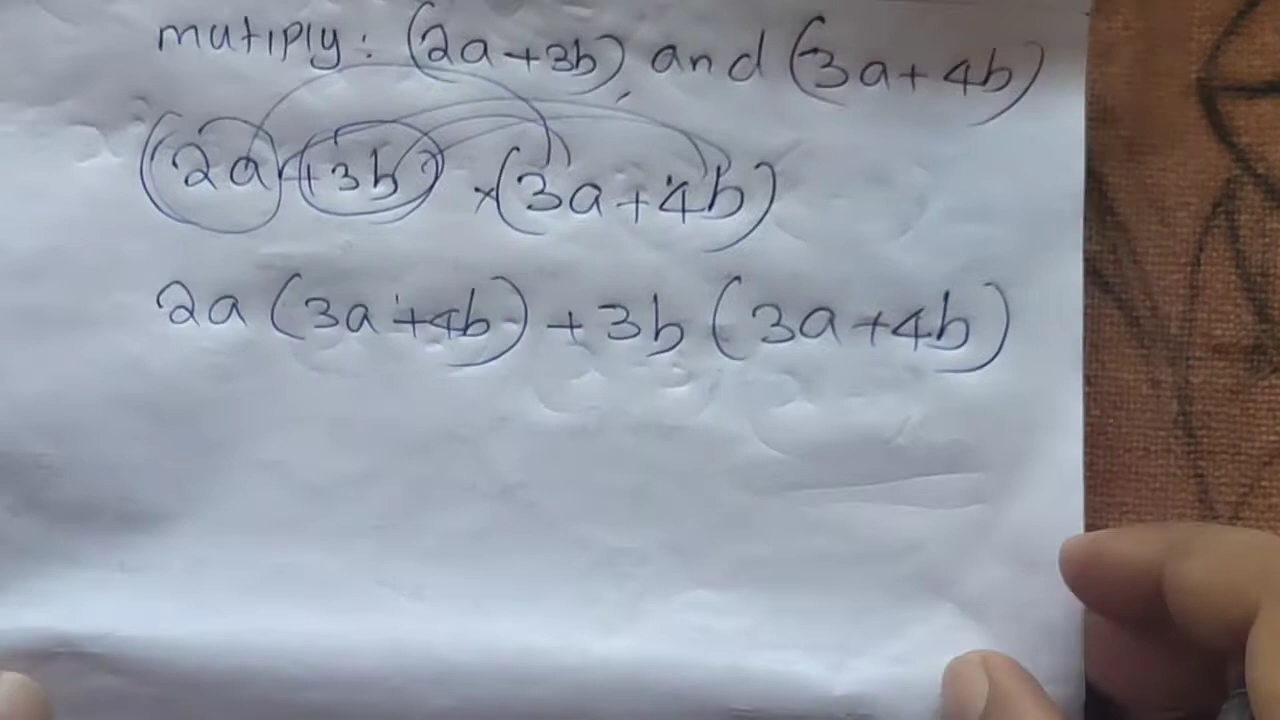 mutiply: (2a+3b) and (3a+4b)
(2a+3b) ×(3a+4b)
2a (3a+4b) +3b (3a+4b)